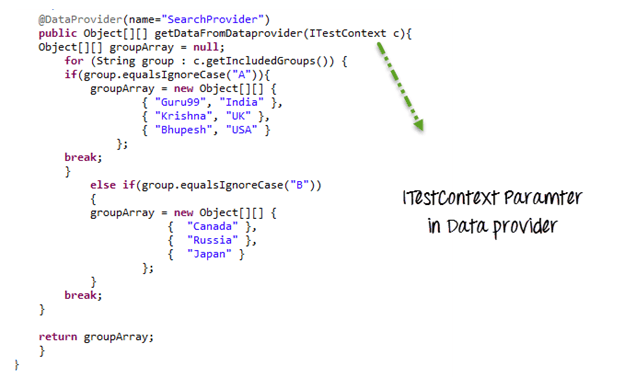 @DataProvider(name="SearchProvider")
public Object[][] getDataFromDataprovider(ITestContext c){
Object[][] groupArray = null;
for (String group : c.getIncludedGroups()) {
if(group.equalsIgnoreCase("A")){
groupArray = new Object[][] {
{ "Guru99", "India" },
{ "Krishna", "UK" },
{ "Bhupesh", "USA" }
};
break;
}
else if(group.equalsIgnoreCase("B"))
{
groupArray = new Object[][] {
{  "Canada" },
{  "Russia" },
{  "Japan" }
};
}
break;
}
return groupArray;
}
}
ITestContext Paramter
in Data provider